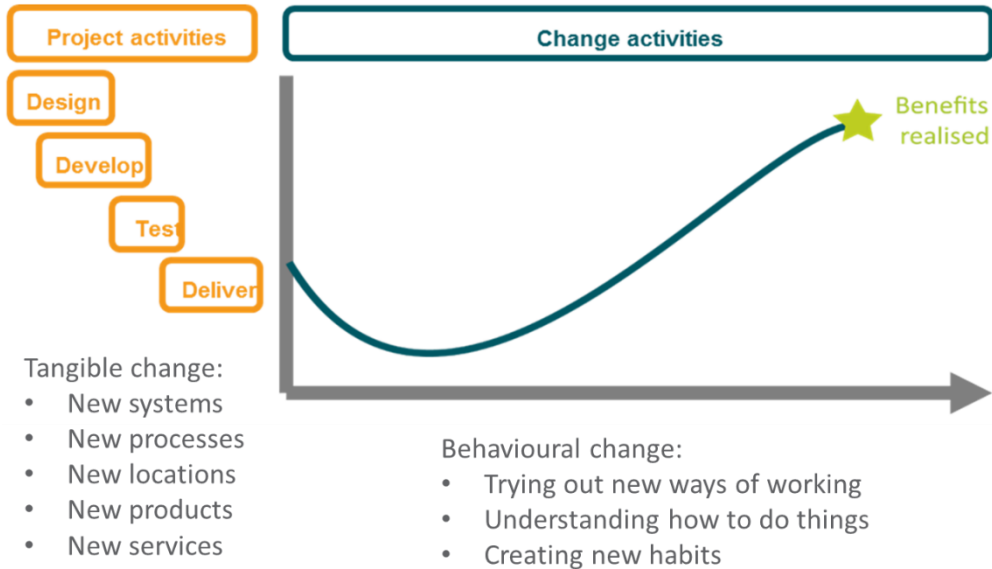 Project activities
Change activities
Design
Develop
Test
Deliver
Benefits
realised
Tangible change:
• New systems
• New processes
• New locations
• New products
• New services
Behavioural change:
• Trying out new ways of working
• Understanding how to do things
• Creating new habits